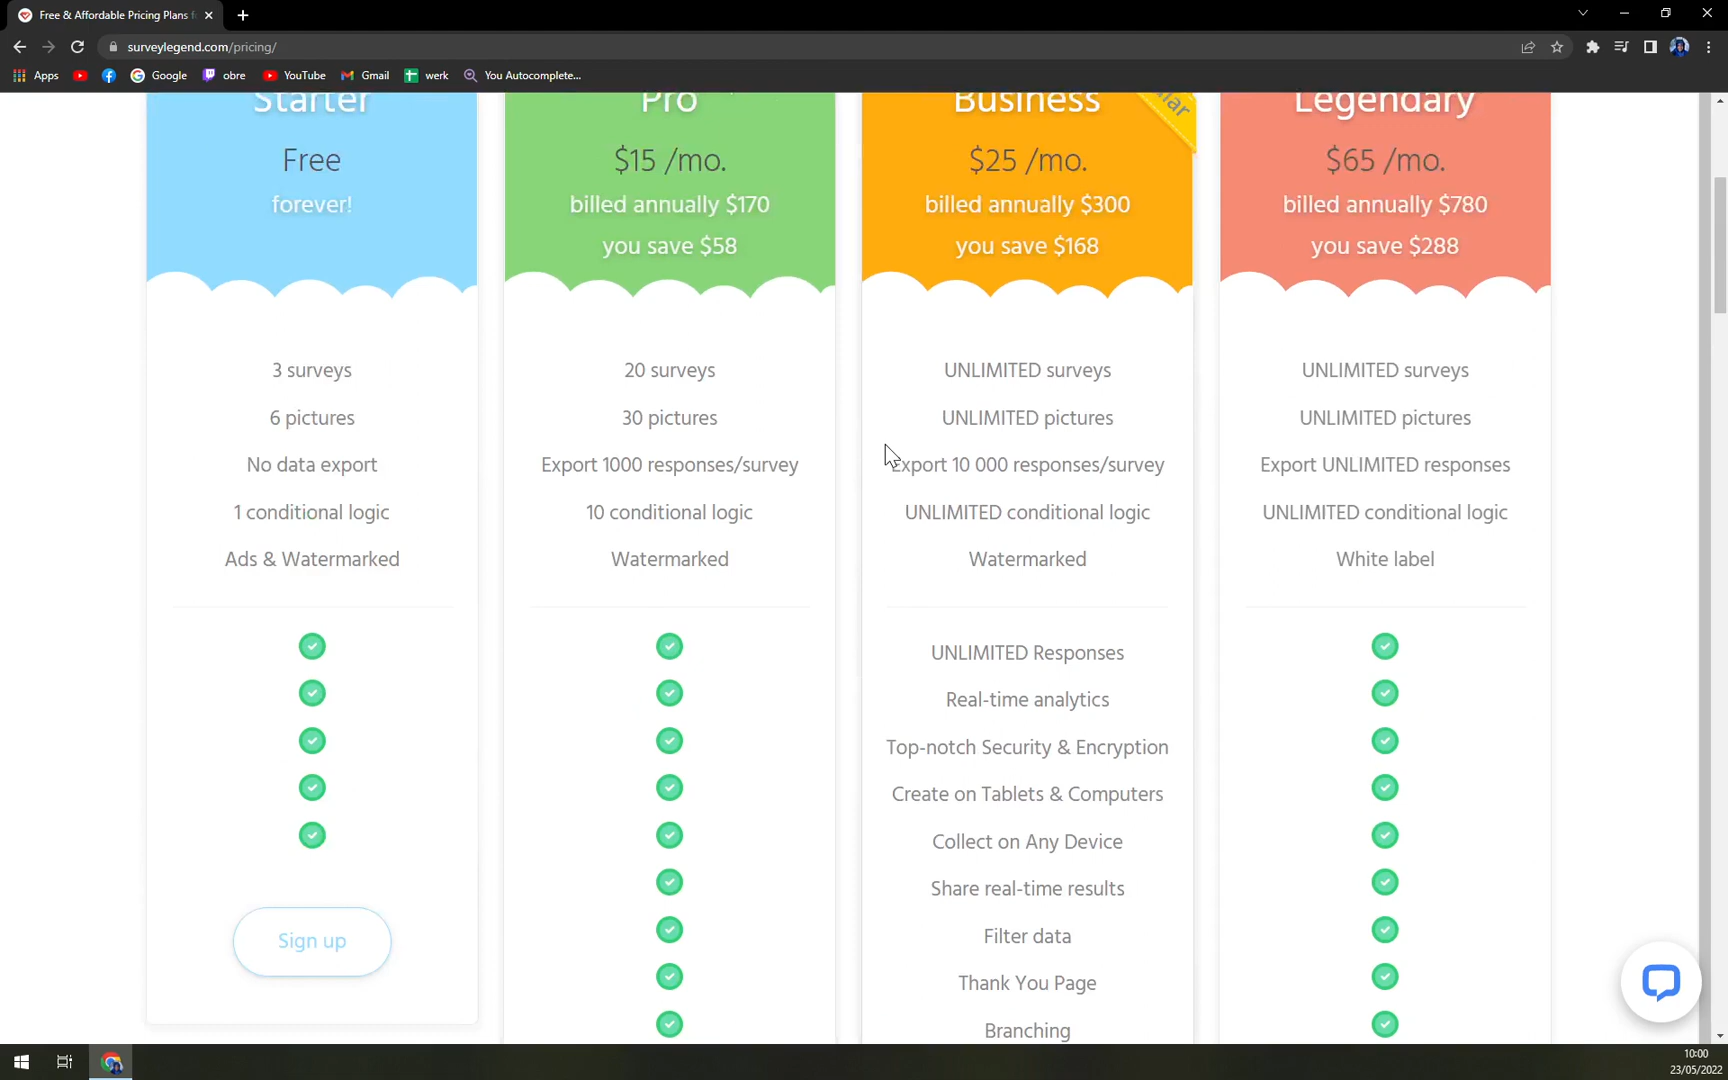 Free & Affordable Pricing Plans f
surveylegend.com/pricing/
Apps
Google
obre
YouTube
Gmail
werk
You Autocomplete...
Starter
Free
forever!
3 surveys
6 pictures
No data export
1 conditional logic
Ads & Watermarked
Sign up
Pro
$15 /mo.
billed annually $170
you save $58
20 surveys
30 pictures
Export 1000 responses/survey
10 conditional logic
Watermarked
Business
$25 /mo.
billed annually $300
you save $168
UNLIMITED surveys
UNLIMITED pictures
Export 10 000 responses/survey
UNLIMITED conditional logic
Watermarked
UNLIMITED Responses
Real-time analytics
Top-notch Security & Encryption
Create on Tablets & Computers
Collect on Any Device
Share real-time results
Filter data
Thank You Page
Branching
Legendary
$65 /mo.
billed annually $780
you save $288
UNLIMITED surveys
UNLIMITED pictures
Export UNLIMITED responses
UNLIMITED conditional logic
White label
10:00
23/05/2022